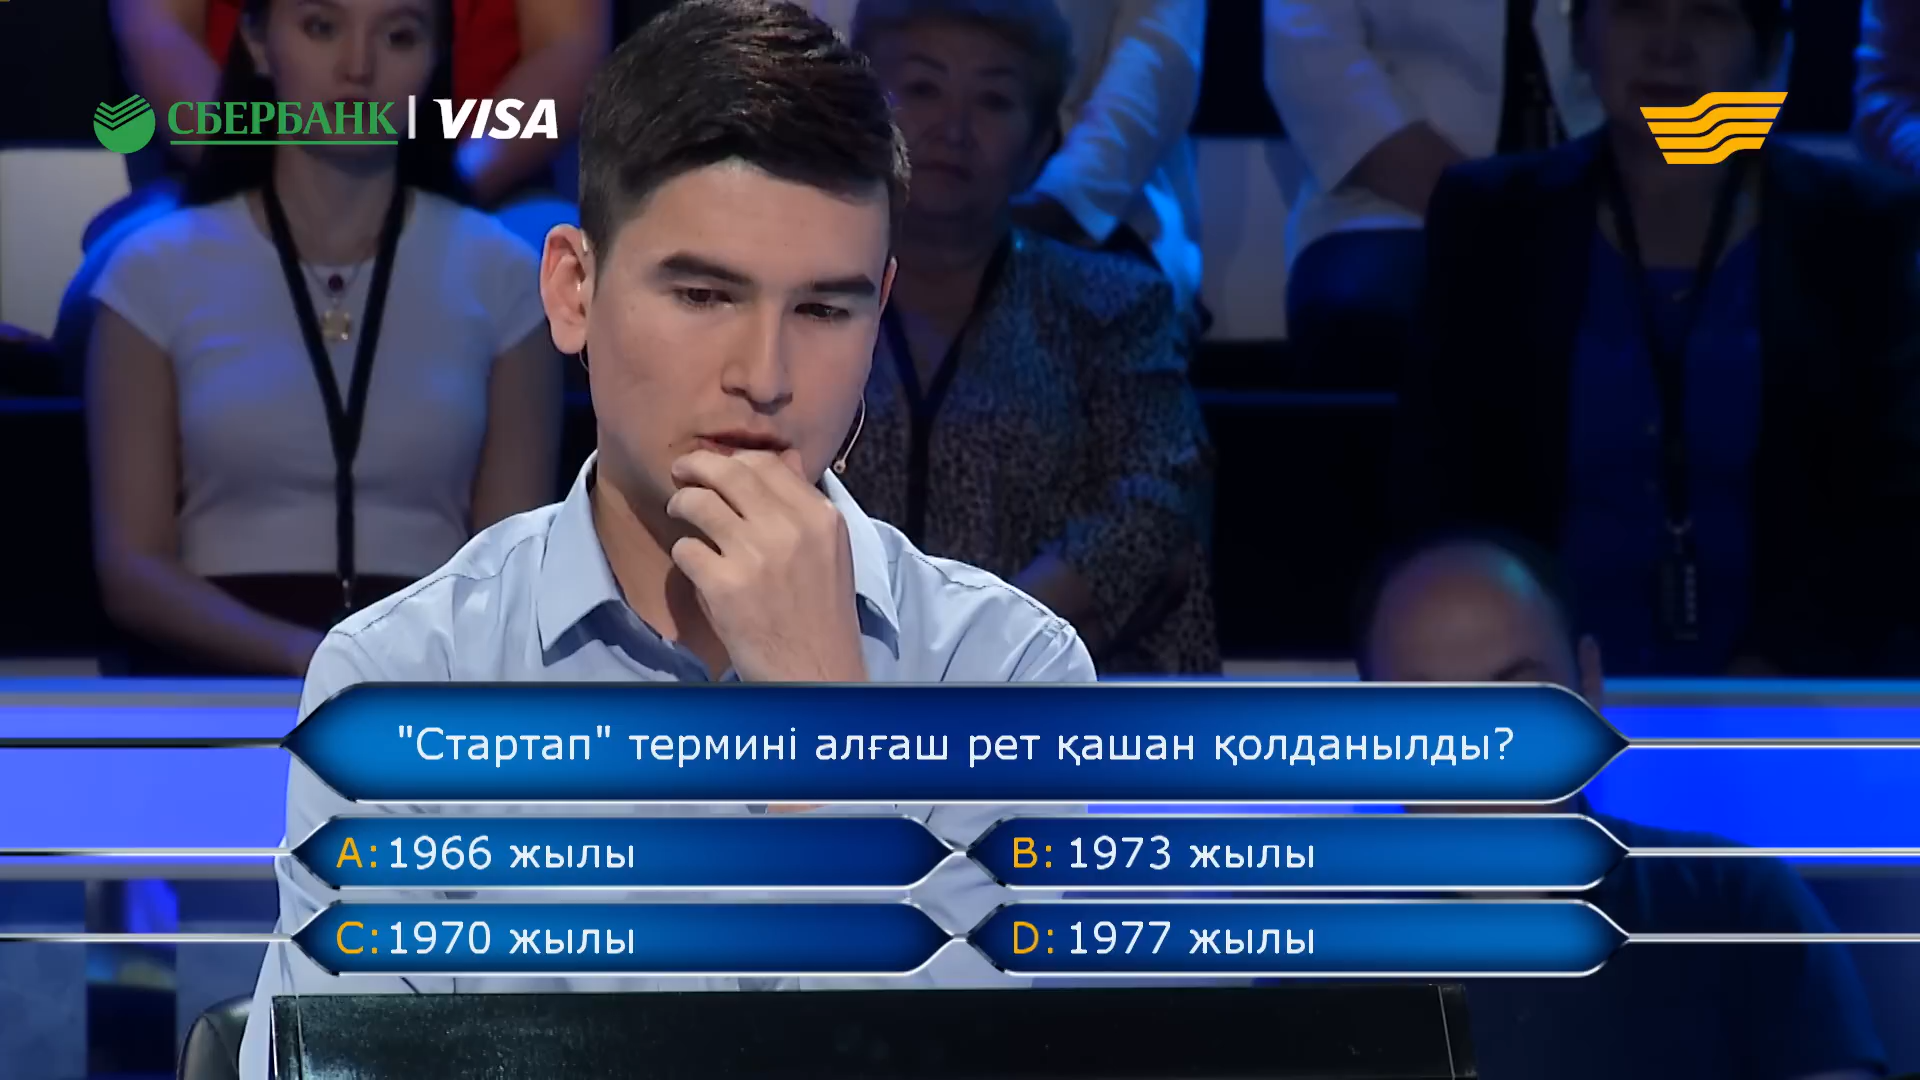 СБЕРБАНК | VISA
"Стартап" термині алғаш рет қашан қолданылды?
A: 1966 жылы
B: 1973 жылы
C: 1970 жылы
D: 1977 жылы